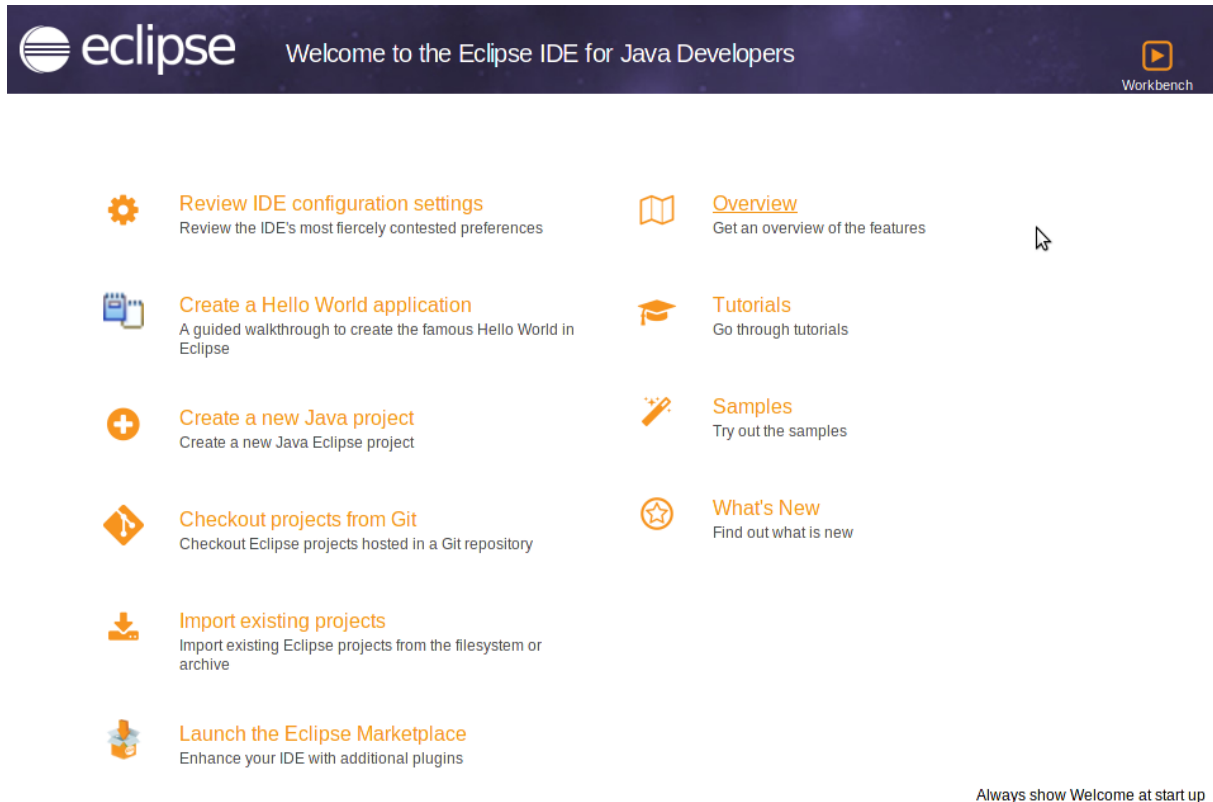 eclipse
Welcome to the Eclipse IDE for Java Developers
Workbench
Review IDE configuration settings
Review the IDE's most fiercely contested preferences
Create a Hello World application
A guided walkthrough to create the famous Hello World in
Eclipse
Create a new Java project
Create a new Java Eclipse project
Checkout projects from Git
Checkout Eclipse projects hosted in a Git repository
Import existing projects
Import existing Eclipse projects from the filesystem or
archive
Launch the Eclipse Marketplace
Enhance your IDE with additional plugins
Overview
Get an overview of the features
Tutorials
Go through tutorials
Samples
Try out the samples
What's New
Find out what is new
Always show Welcome at start up